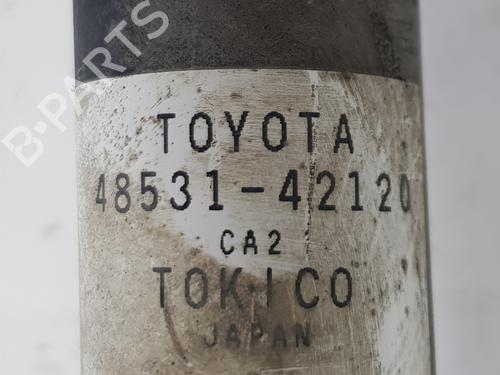 B-PARTS
TOYOTA
48531-42120
CA2
TOKICO
JAPAN